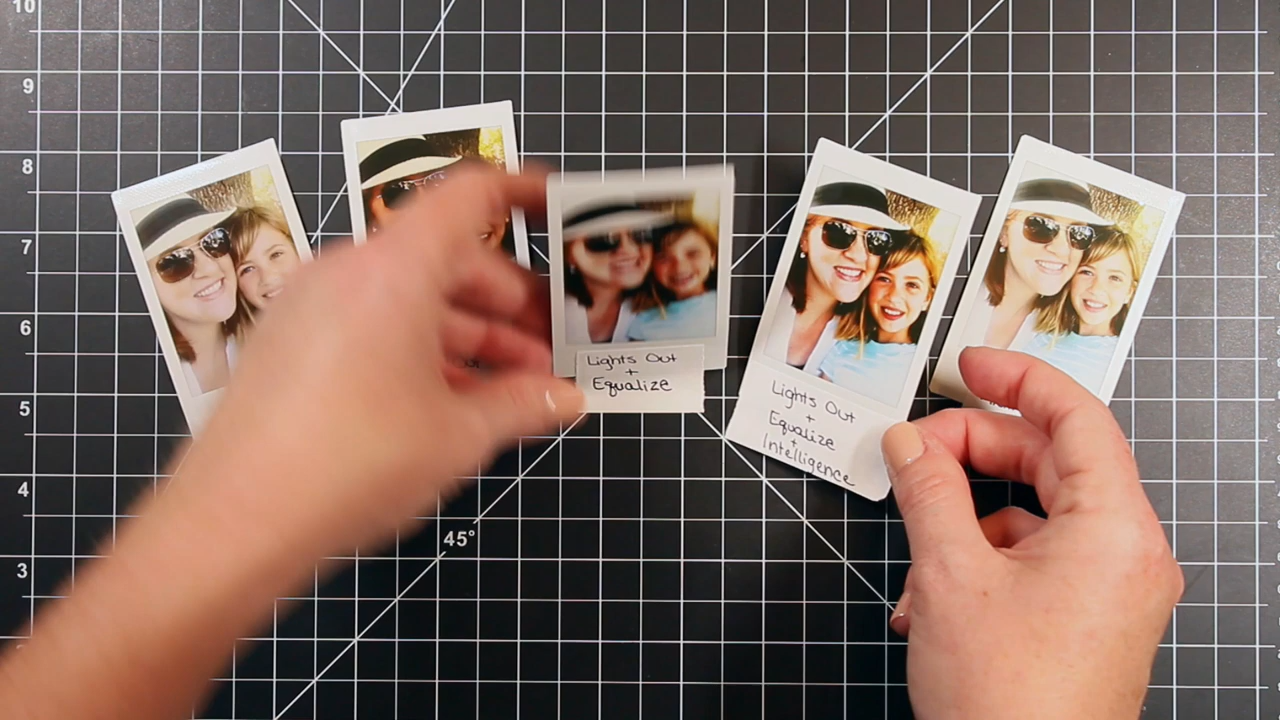 10
9
8
7
6
5
4
3
45°
Lights Out
+
Equalize
Lights Out
+
Equalize
+
Intelligence